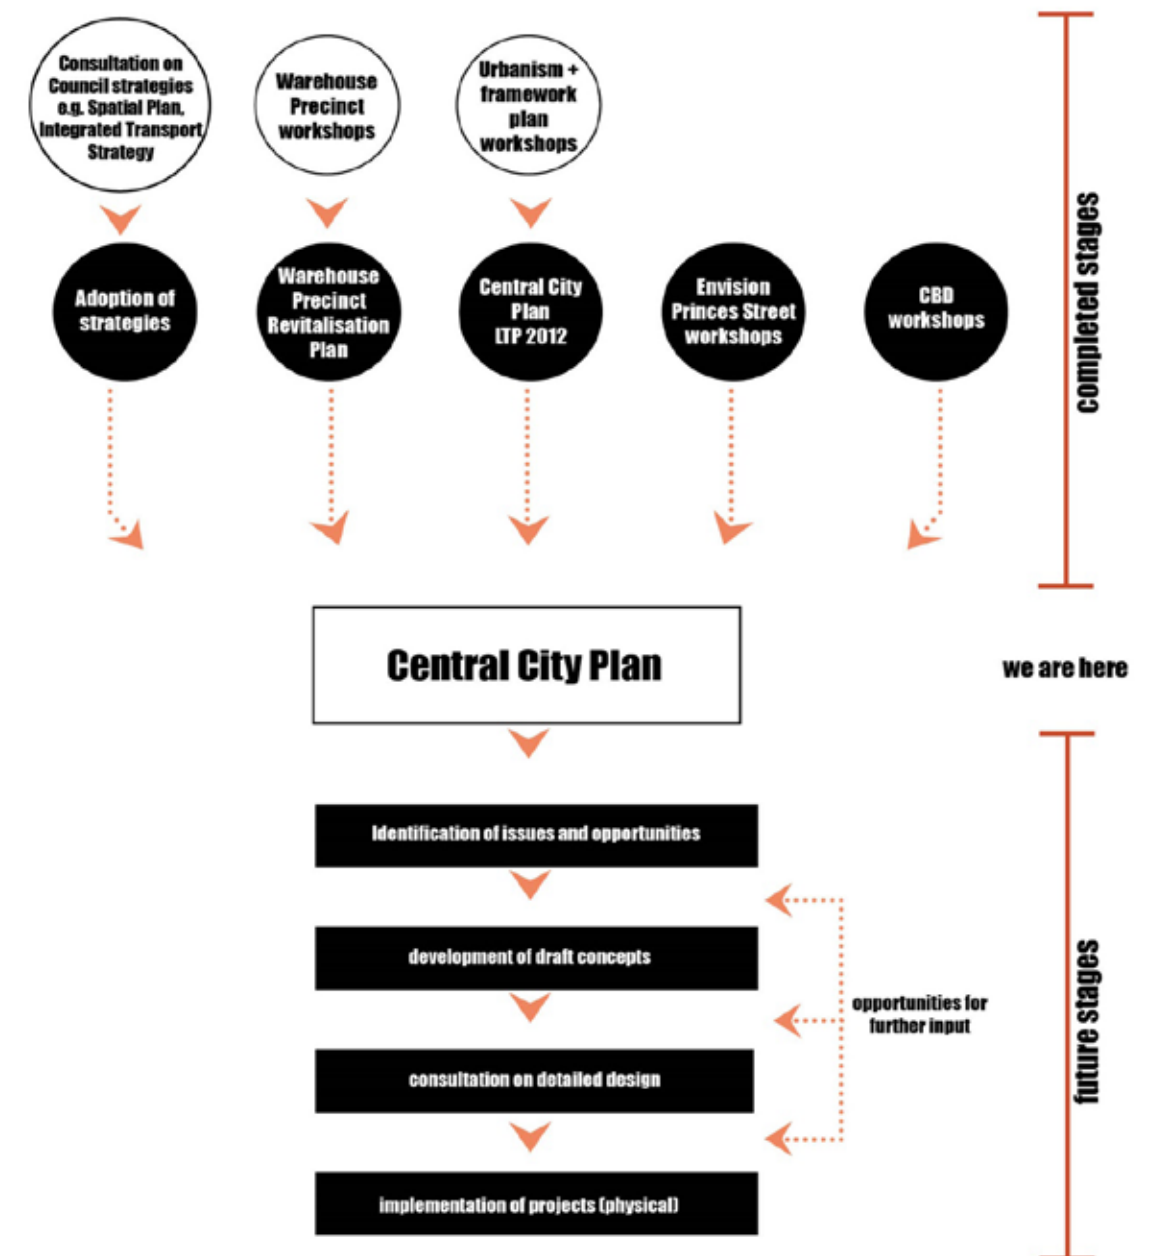 Consultation on
Council strategies
e.g. Spatial Plan,
Integrated Transport
Strategy
Warehouse
Precinct
workshops
Urbanism +
framework
plan
workshops
Adoption of
strategies
Warehouse
Precinct
Revitalisation
Plan
Central City
Plan
LTP 2012
Envision
Princes Street
workshops
CBD
workshops
completed stages
Central City Plan
we are here
Identification of issues and opportunities
development of draft concepts
opportunities for
further input
consultation on detailed design
implementation of projects (physical)
future stages